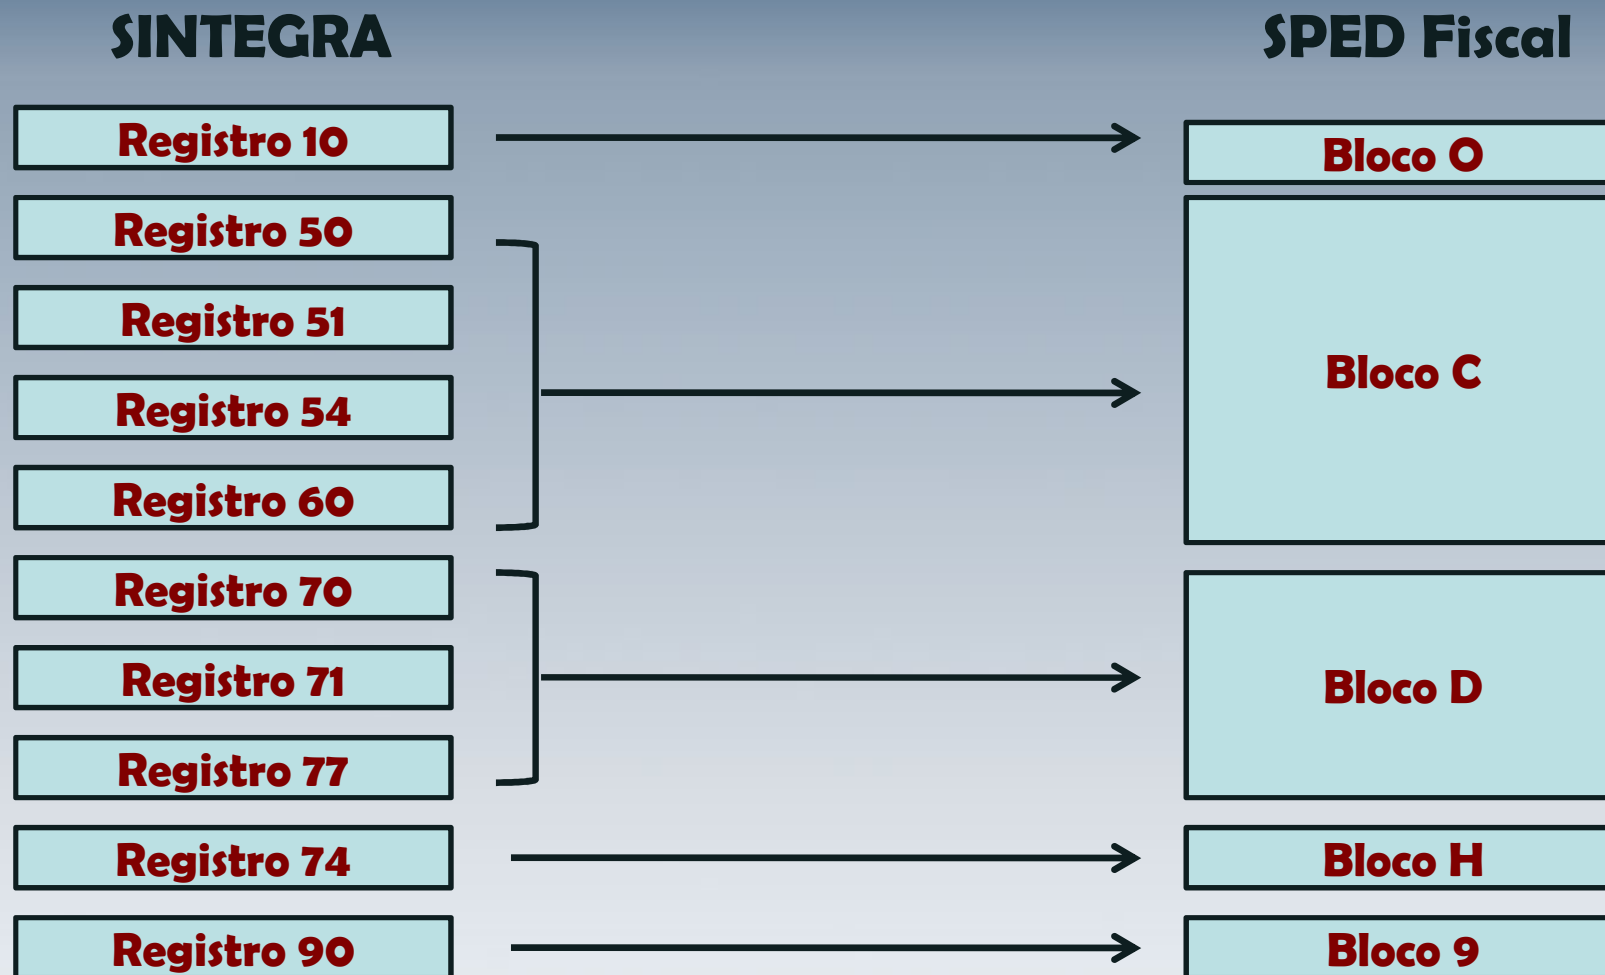 SINTEGRA
SPED Fiscal
Registro 10
Bloco O
Registro 50
Registro 51
Registro 54
Registro 60
Bloco C
Registro 70
Registro 71
Registro 77
Bloco D
Registro 74
Bloco H
Registro 90
Bloco 9